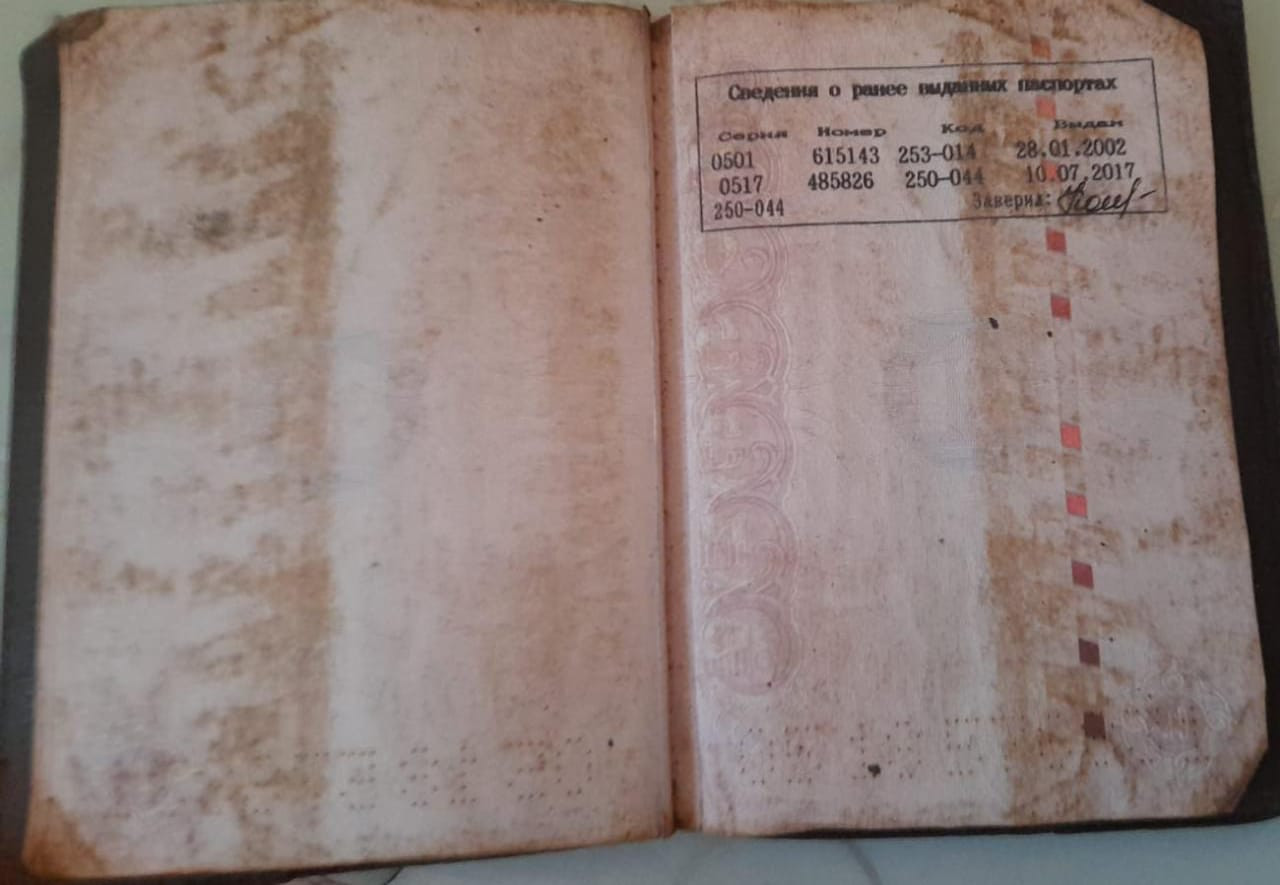 Сведения о ранее выданных паспортах
Серия Номер Код Выдан
0501 615143 253-014 28.01.2002
0517 485826 250-044 10.07.2017
250-044 Заверил: